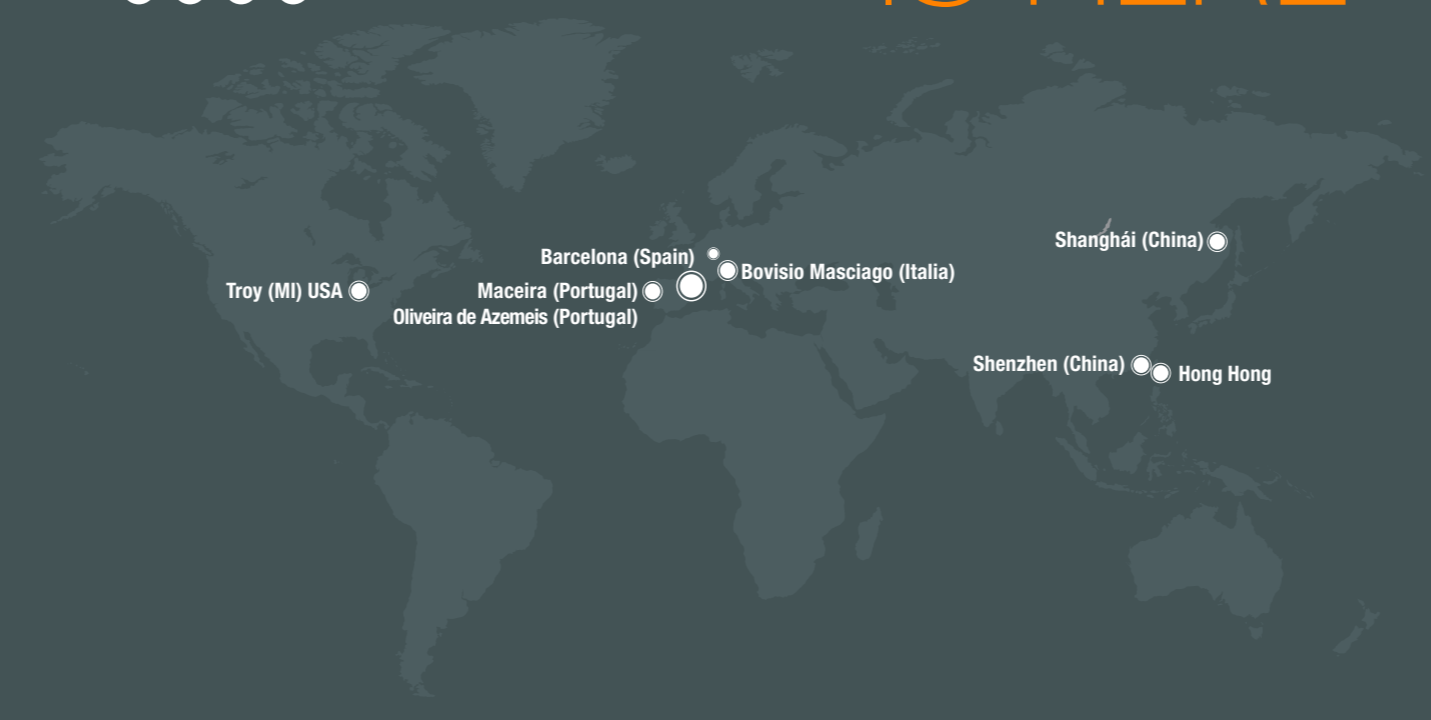 Shanghái (China)
Barcelona (Spain)
Bovisio Masciago (Italia)
Troy (MI) USA
Maceira (Portugal)
Oliveira de Azemeis (Portugal)
Shenzhen (China)
Hong Hong